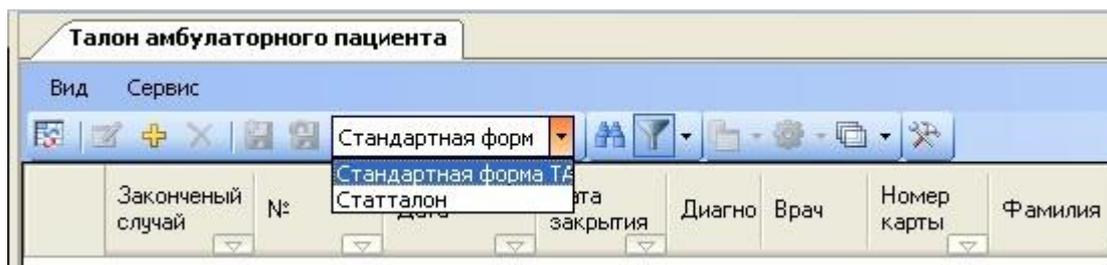 Талон амбулаторного пациента
Вид Сервис
Стандартная форм
Стандартная форма ТА
Статталон
Законченый случай
№
Дата
закрытия
Диагно
Врач
Номер карты
Фамилия